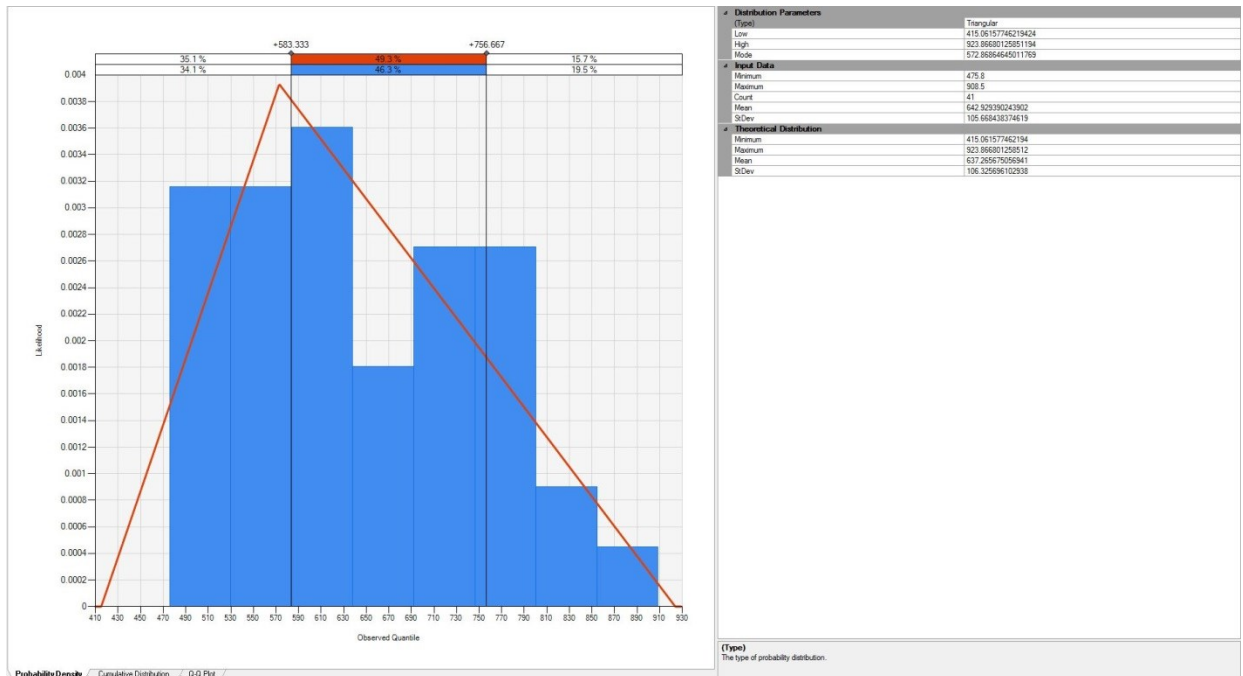 +583.333 +756.667
35.1 % 49.3 % 15.7 %
34.1 % 46.3 % 19.5 %
0.004
0.0038
0.0036
0.0034
0.0032
0.003
0.0028
0.0026
0.0024
0.0022
0.002
0.0018
0.0016
0.0014
0.0012
0.001
0.0008
0.0006
0.0004
0.0002
0
Likelihood
410 430 450 470 490 510 530 550 570 590 610 630 650 670 690 710 730 750 770 790 810 830 850 870 890 910 930
Observed Quantile
Probability Density Cumulative Distribution Q-Q Plot
Distribution Parameters
(Type) Triangular
Low 415.06157746219424
High 923.86680125851194
Mode 572.86864645011769
Input Data
Minimum 475.8
Maximum 908.5
Count 41
Mean 642.929390243902
StDev 105.668438374619
Theoretical Distribution
Minimum 415.061577462194
Maximum 923.866801258512
Mean 637.265675056941
StDev 106.325696102938
(Type)
The type of probability distribution.